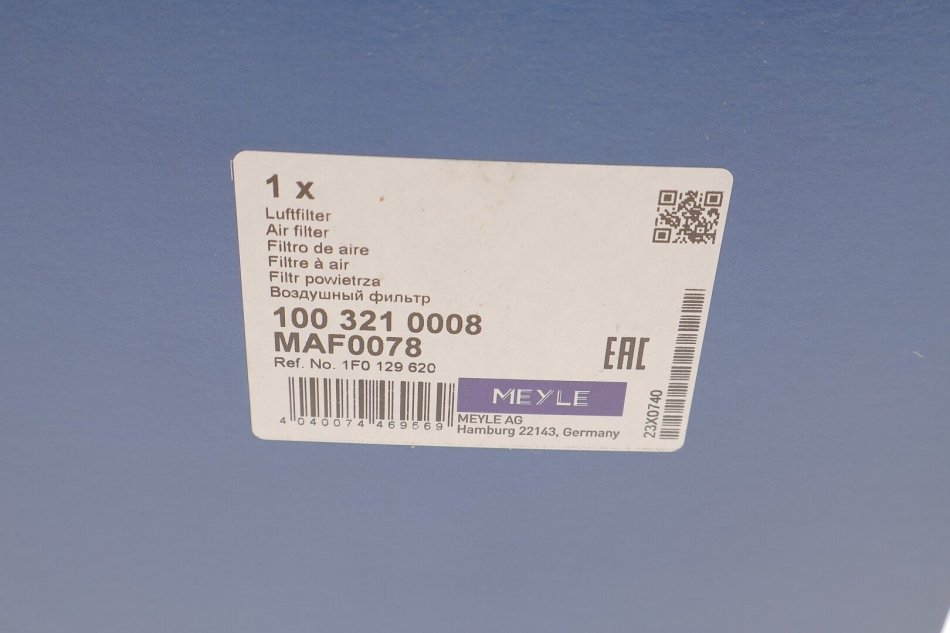 1 x
Luftfilter
Air filter
Filtro de aire
Filtre à air
Filtr powietrza
Воздушный фильтр
100 321 0008
MAF0078
Ref. No. 1F0 129 620
EAC
MEYLE
4 040074 469569
MEYLE AG
Hamburg 22143, Germany
23X0740